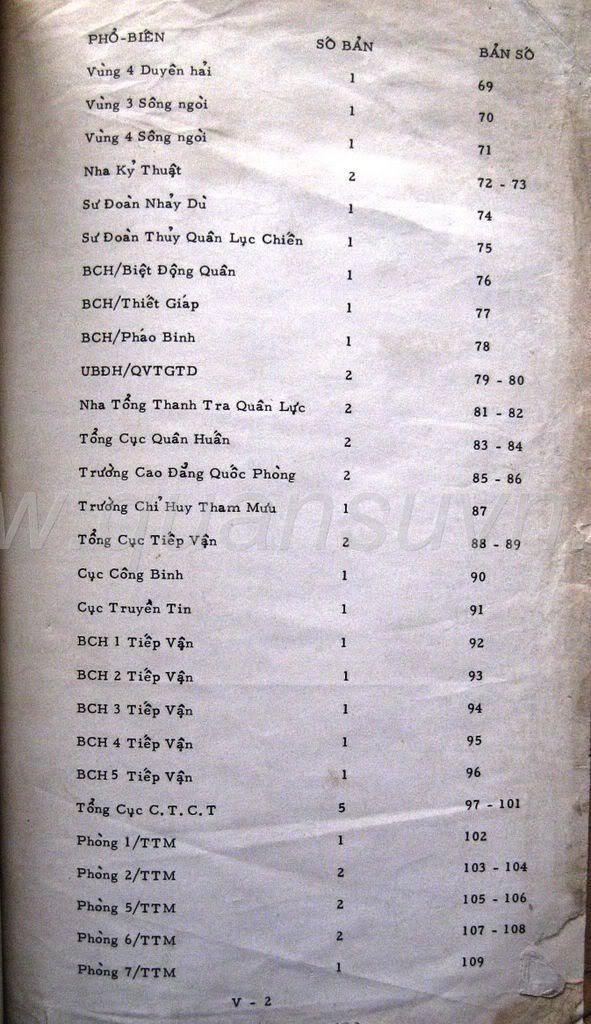 PHỔ-BIẾN SỐ BẢN BẢN SỐ
Vùng 4 Duyên hải 1 69
Vùng 3 Sông ngòi 1 70
Vùng 4 Sông ngòi 1 71
Nha Kỹ Thuật 2 72 - 73
Sư Đoàn Nhảy Dù 1 74
Sư Đoàn Thủy Quân Lục Chiến 1 75
BCH/Biệt Động Quân 1 76
BCH/Thiết Giáp 1 77
BCH/Pháo Binh 1 78
UBĐH/QVTGTD 2 79 - 80
Nha Tổng Thanh Tra Quân Lực 2 81 - 82
Tổng Cục Quân Huấn 2 83 - 84
Trường Cao Đẳng Quốc Phòng 2 85 - 86
Trường Chỉ Huy Tham Mưu 1 87
Tổng Cục Tiếp Vận 2 88 - 89
Cục Công Binh 1 90
Cục Truyền Tin 1 91
BCH 1 Tiếp Vận 1 92
BCH 2 Tiếp Vận 1 93
BCH 3 Tiếp Vận 1 94
BCH 4 Tiếp Vận 1 95
BCH 5 Tiếp Vận 1 96
Tổng Cục C.T.C.T 5 97 - 101
Phòng 1/TTM 1 102
Phòng 2/TTM 2 103 - 104
Phòng 5/TTM 2 105 - 106
Phòng 6/TTM 2 107 - 108
Phòng 7/TTM 1 109
V - 2